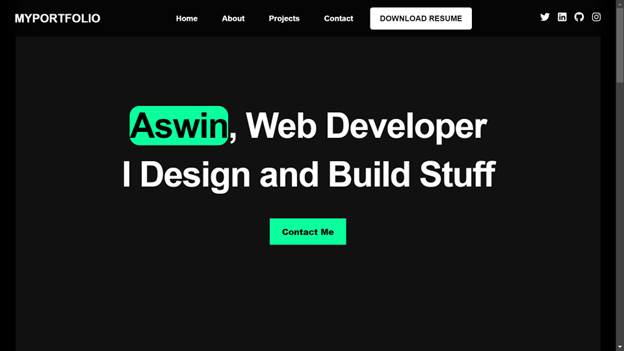 MYPORTFOLIO
Home About Projects Contact DOWNLOAD RESUME
Aswin, Web Developer
I Design and Build Stuff
Contact Me